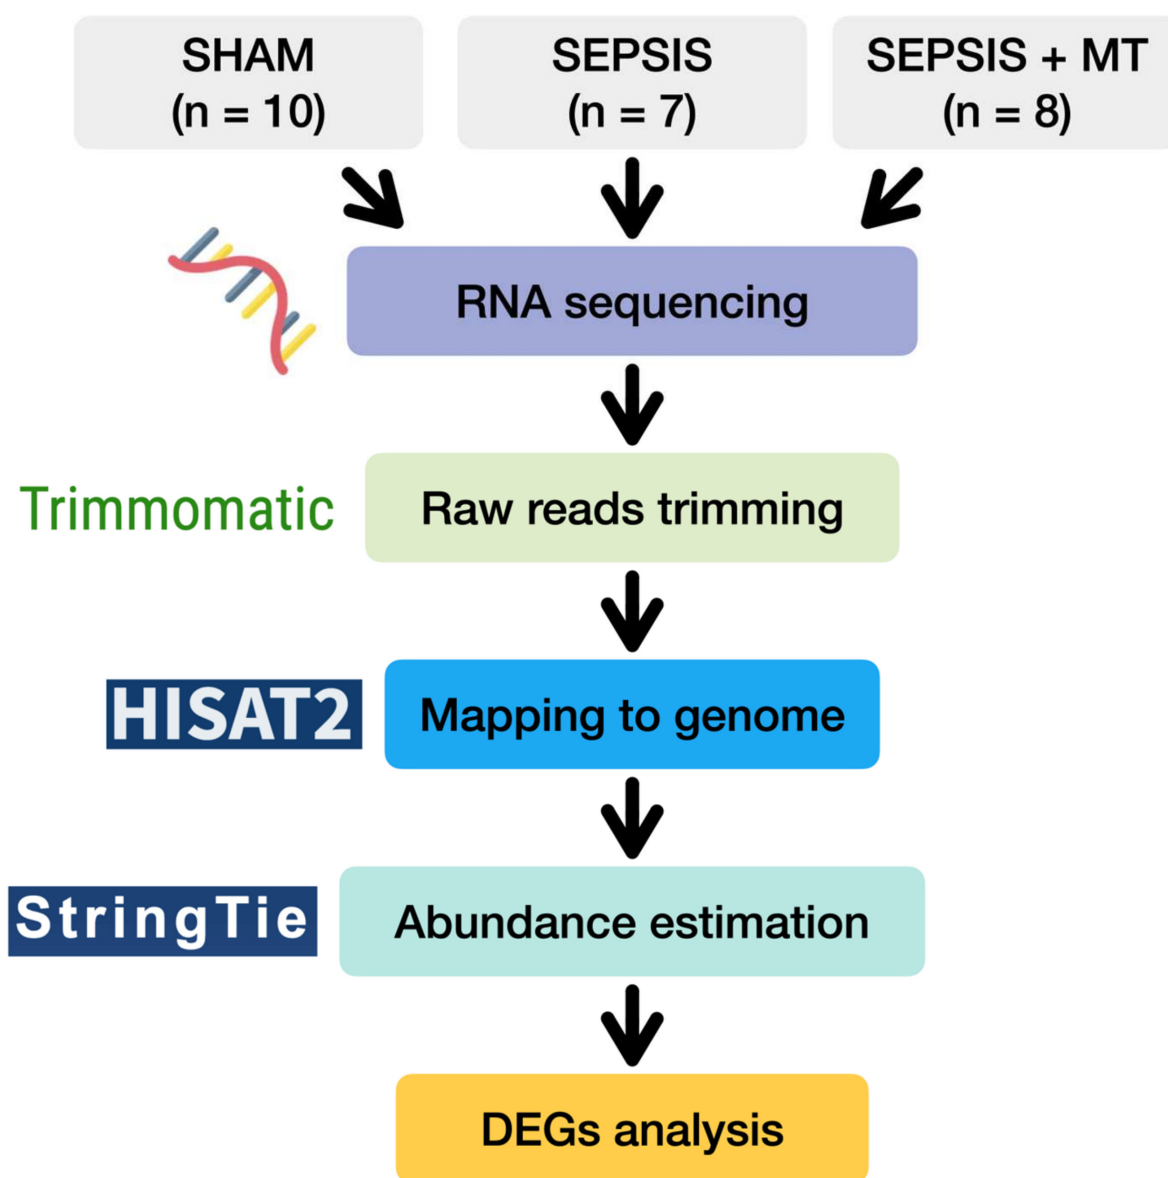 SHAM
(n = 10)
SEPSIS
(n = 7)
SEPSIS + MT
(n = 8)
RNA sequencing
Trimmomatic
Raw reads trimming
HISAT2
Mapping to genome
StringTie
Abundance estimation
DEGs analysis